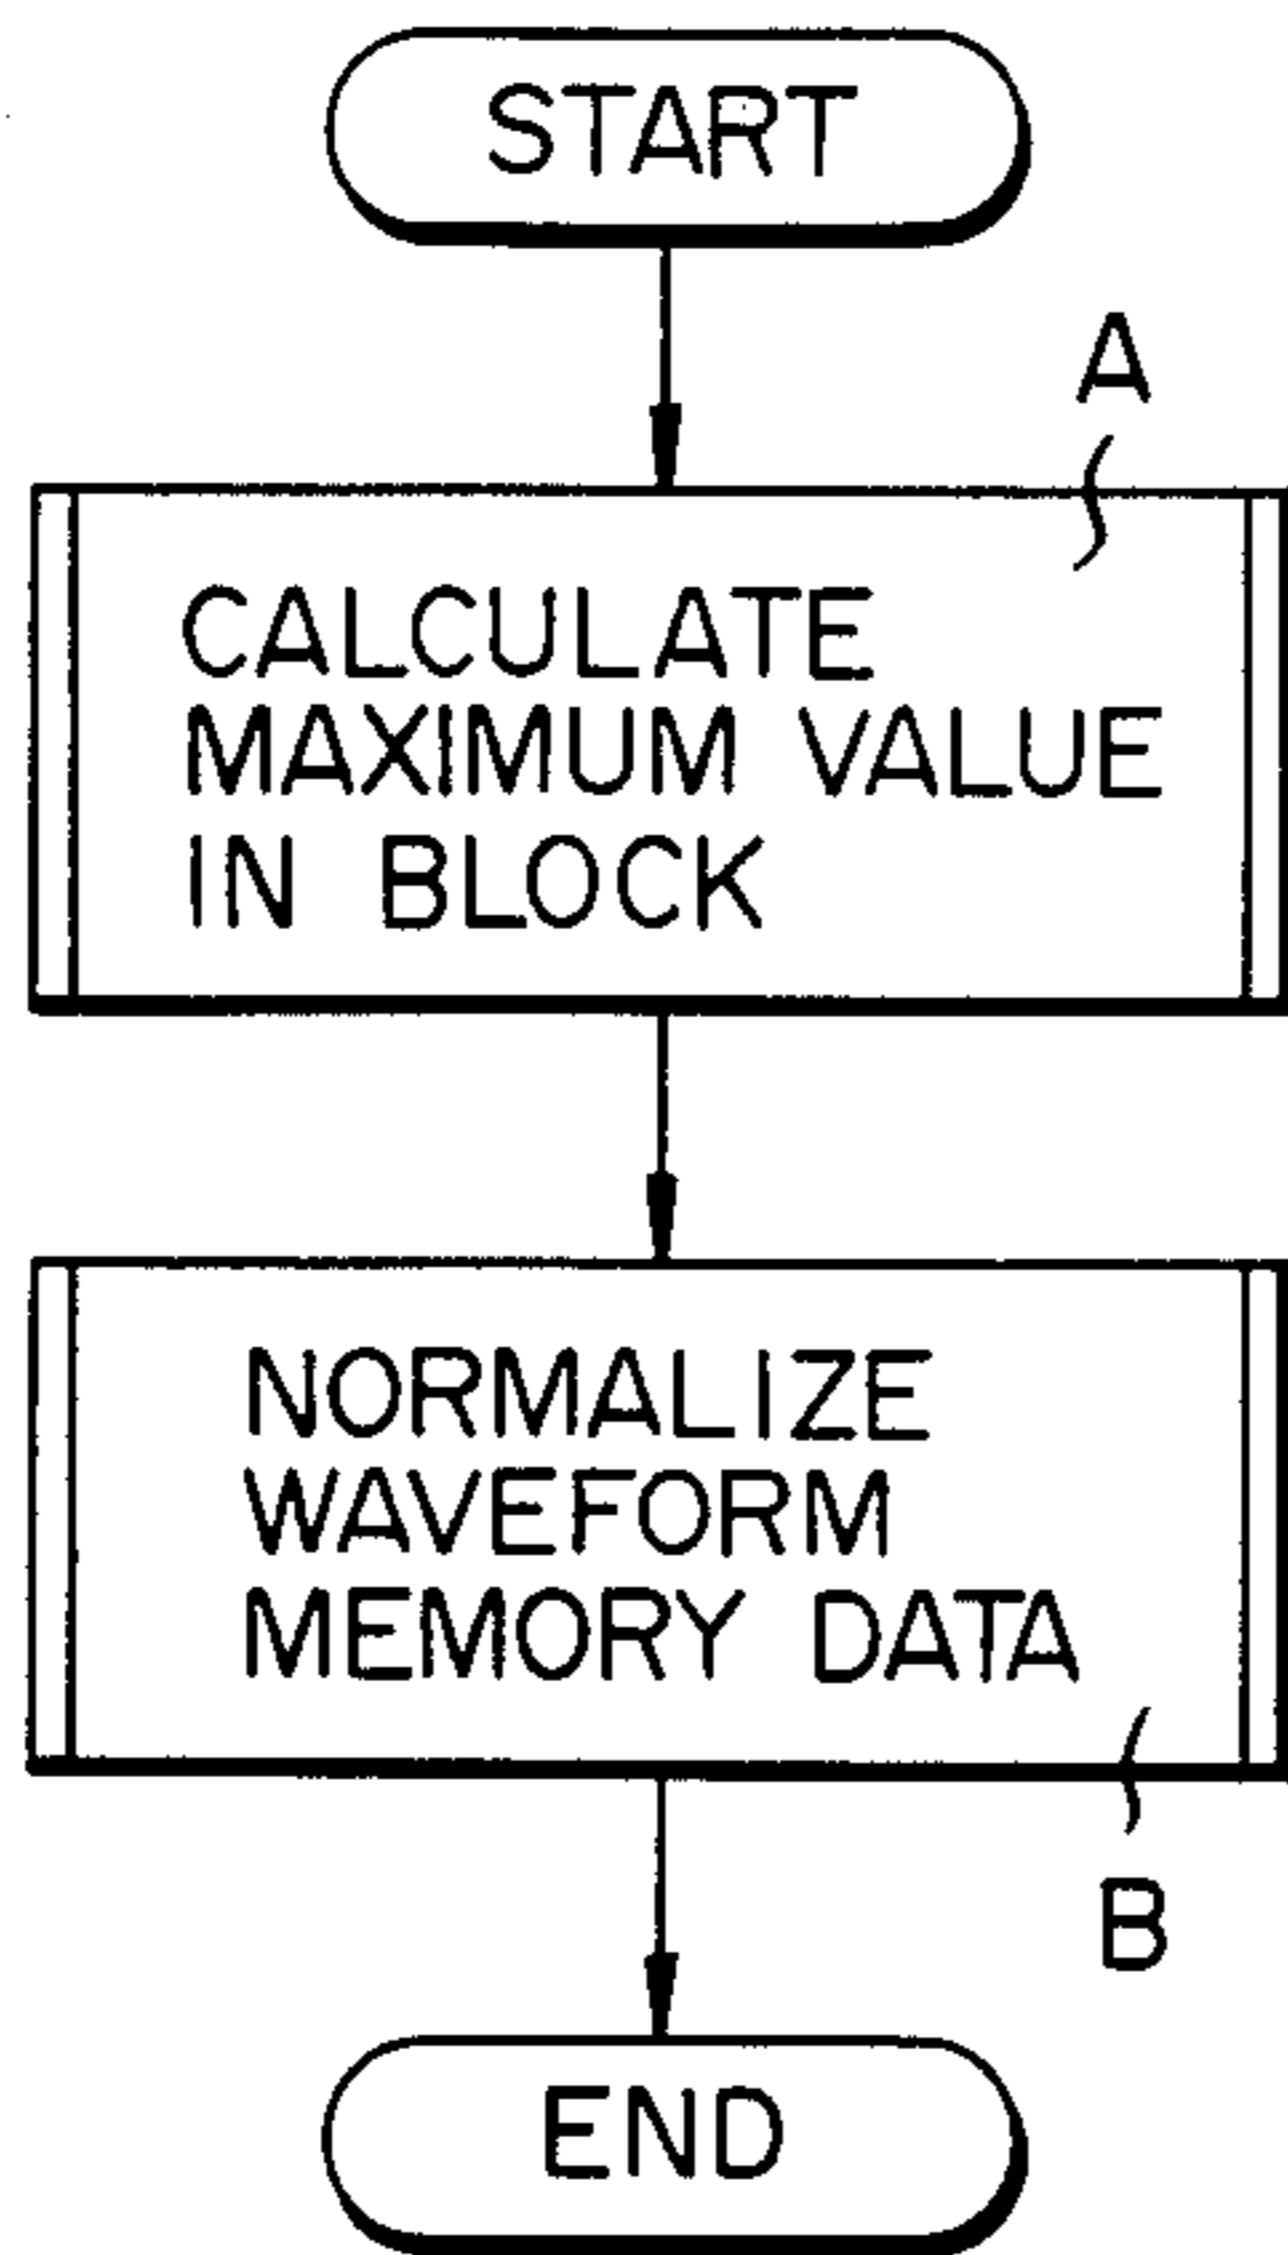 START
A
CALCULATE
MAXIMUM VALUE
IN BLOCK
NORMALIZE
WAVEFORM
MEMORY DATA
B
END